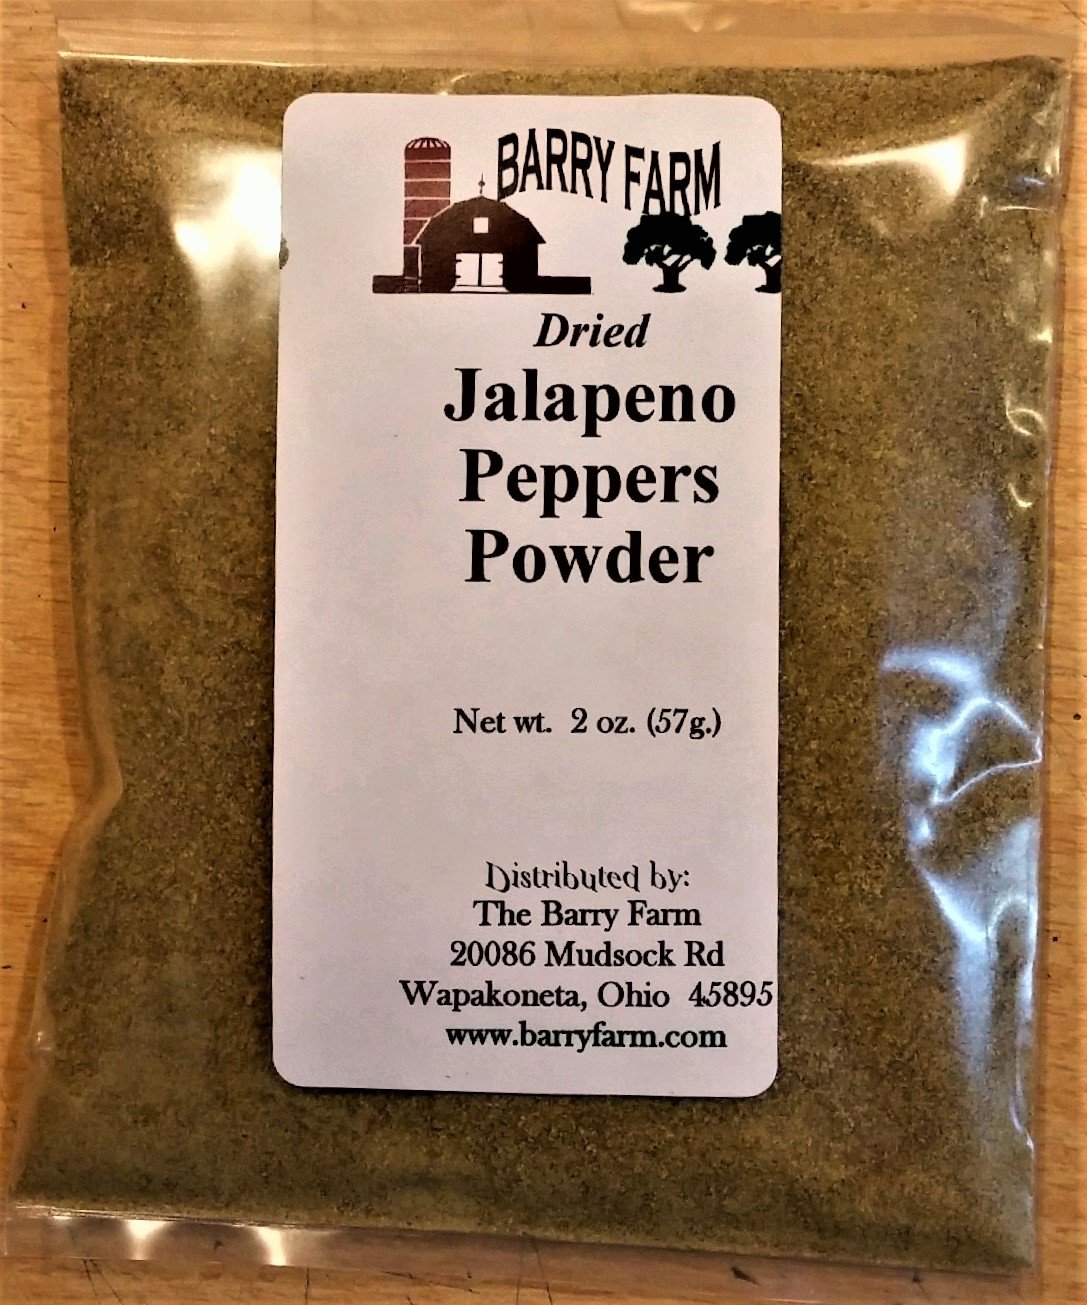 BARRY FARM
Dried
Jalapeno
Peppers
Powder
Net wt. 2 oz. (57g.)
Distributed by:
The Barry Farm
20086 Mudsock Rd
Wapakoneta, Ohio 45895
www.barryfarm.com